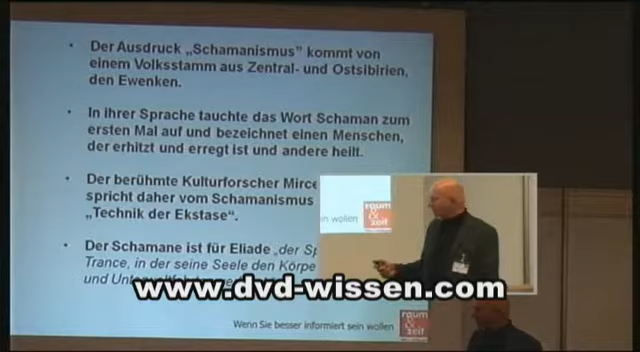 • Der Ausdruck „Schamanismus” kommt von
einem Volksstamm aus Zentral- und Ostsibirien,
den Ewenken.
• In ihrer Sprache tauchte das Wort Schaman zum
ersten Mal auf und bezeichnet einen Menschen,
der erhitzt und erregt ist und andere heilt.
• Der berühmte Kulturforscher Mirce
spricht daher vom Schamanismus
„Technik der Ekstase“.
• Der Schamane ist für Eliade „der Sp
Trance, in der seine Seele den Körpe
und
in wollen
raum
&
zeit
www.dvd-wissen.com
Wenn Sie besser informiert sein wollen
raum
&
zeit